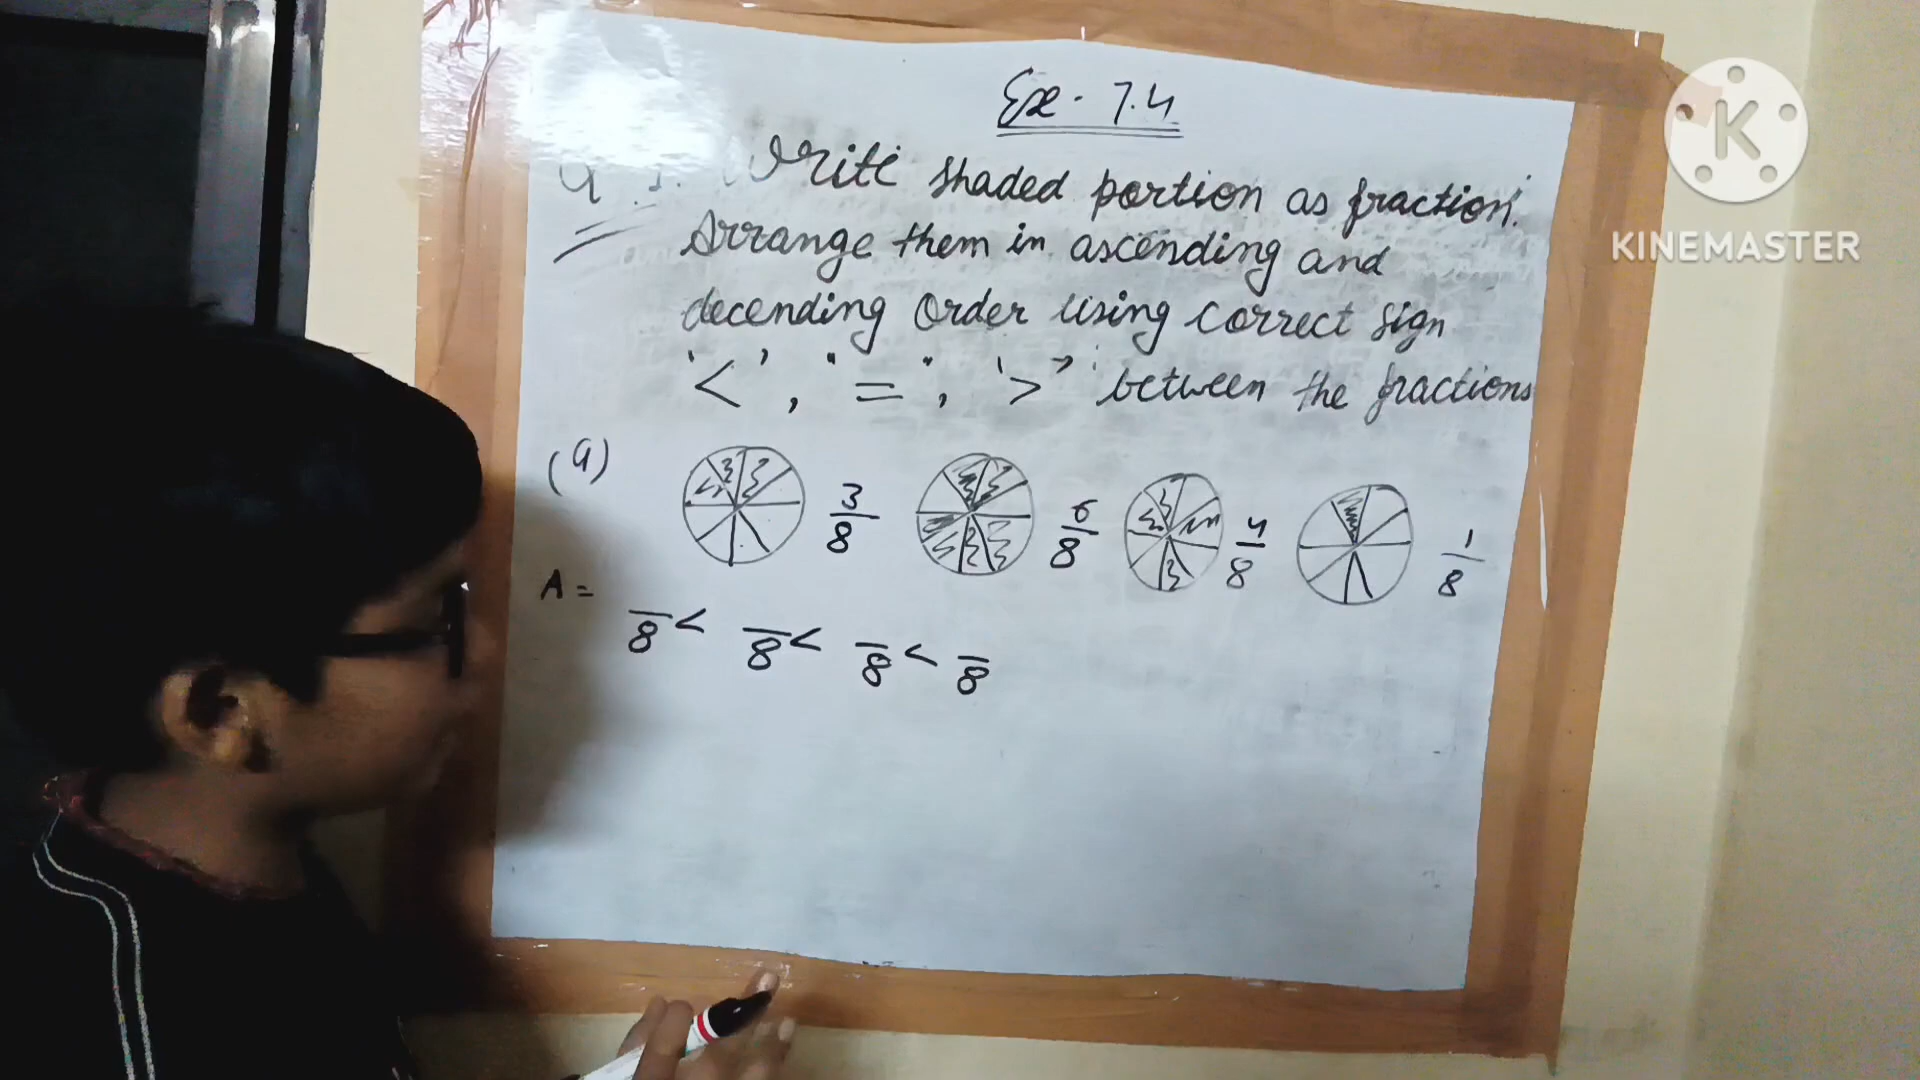 Ex - 7.4
Q 1. Write shaded portion as fraction.
Arrange them in ascending and
decending order using correct sign
'<', '=', '>' between the fractions
(a) 3/8 6/8 4/8 1/8
A = _/8 < _/8 < _/8 < _/8
K
KINEMASTER